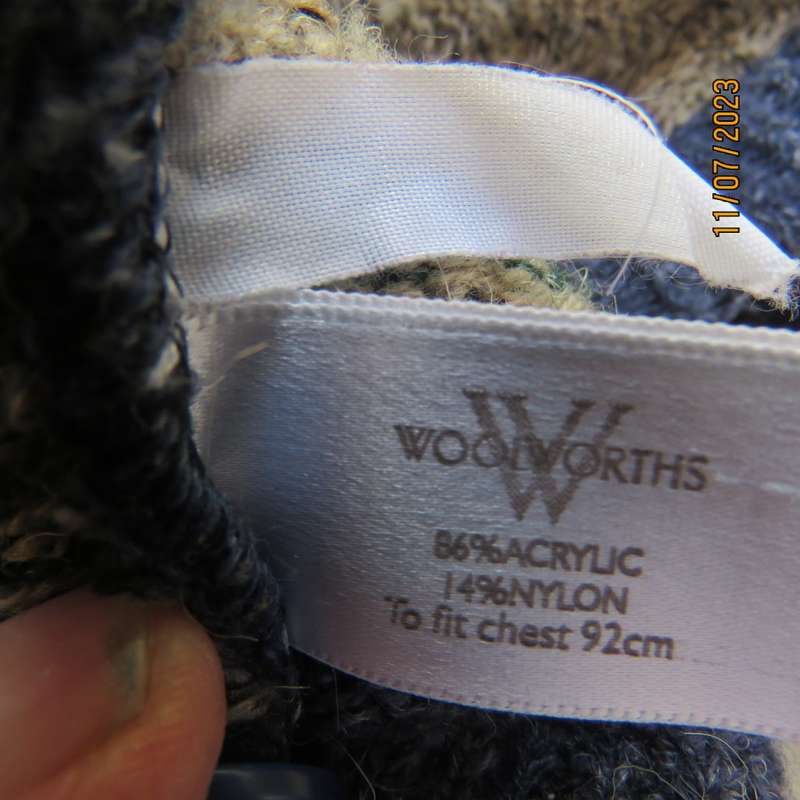 11/07/2023
W
WOOLWORTHS
86%ACRYLIC
14%NYLON
To fit chest 92cm